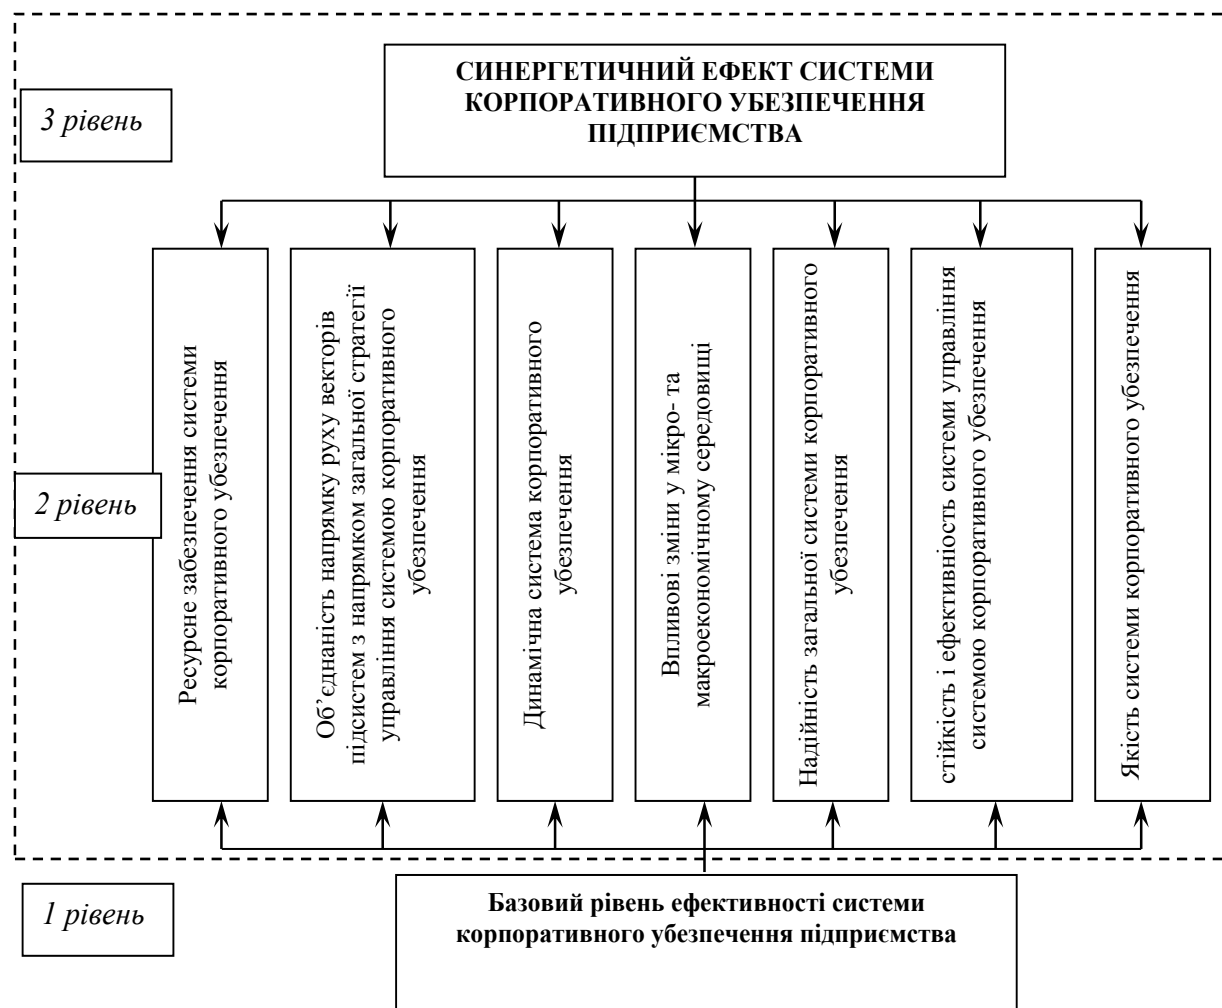 СИНЕРГЕТИЧНИЙ ЕФЕКТ СИСТЕМИ
КОРПОРАТИВНОГО УБЕЗПЕЧЕННЯ
ПІДПРИЄМСТВА
3 рівень
Ресурсне забезпечення системи
корпоративного убезпечення
Об’єднаність напрямку руху векторів
підсистем з напрямком загальної стратегії
управління системою корпоративного
убезпечення
Динамічна система корпоративного
убезпечення
Впливові зміни у мікро- та
макроекономічному середовищі
Надійність загальної системи корпоративного
убезпечення
стійкість і ефективність системи управління
системою корпоративного убезпечення
Якість системи корпоративного убезпечення
2 рівень
1 рівень
Базовий рівень ефективності системи
корпоративного убезпечення підприємства